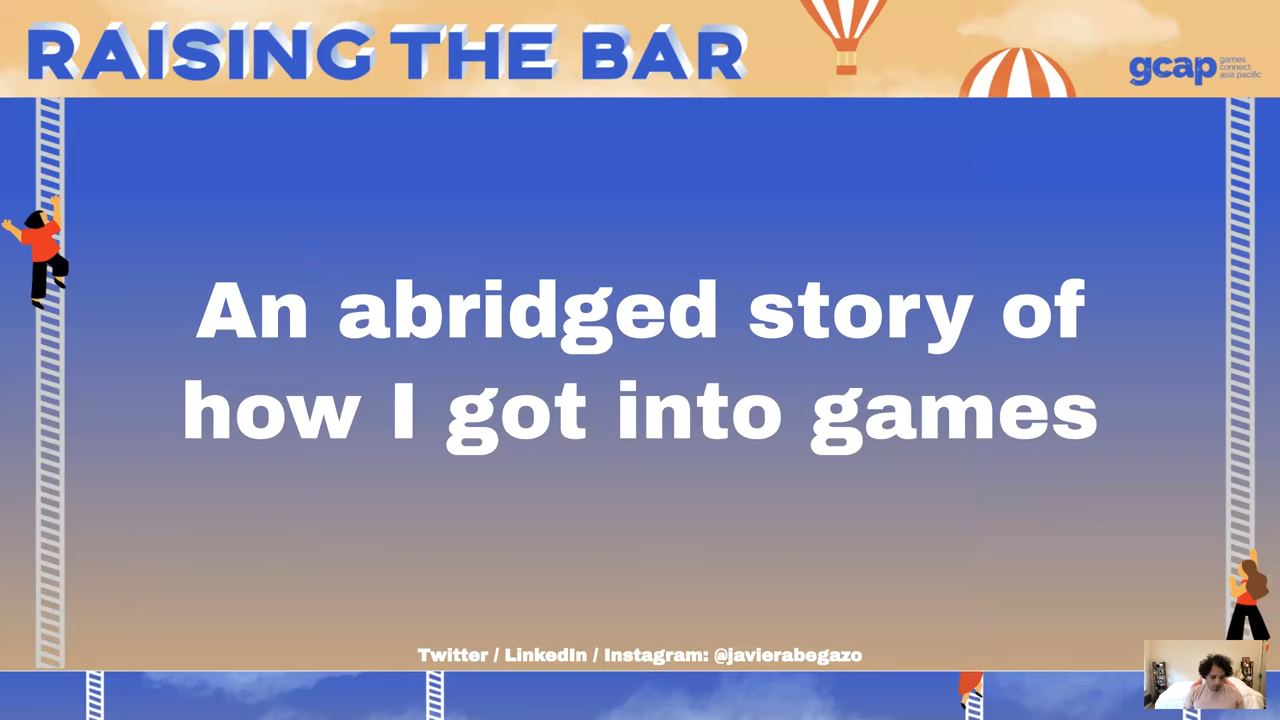 RAISING THE BAR
gcap games
connect
asia pacific
An abridged story of
how I got into games
Twitter / LinkedIn / Instagram: @javierabegazo